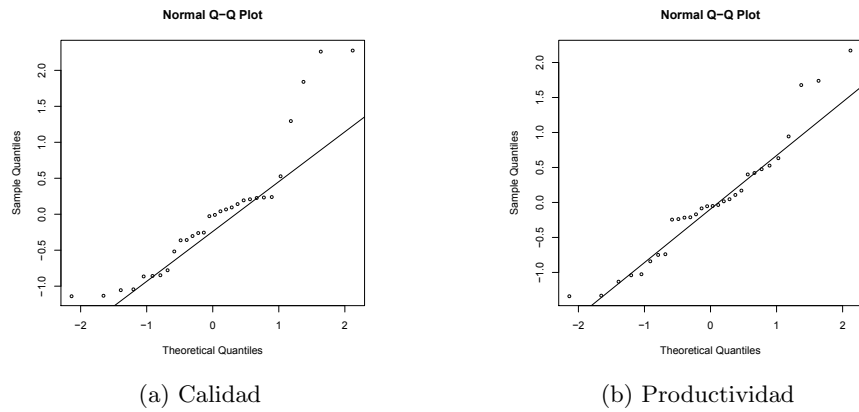 Normal Q−Q Plot
Sample Quantiles
2.0
1.5
1.0
0.5
0.0
−0.5
−1.0
−2 −1 0 1 2
Theoretical Quantiles
(a) Calidad
Normal Q−Q Plot
Sample Quantiles
2.0
1.5
1.0
0.5
0.0
−0.5
−1.0
−2 −1 0 1 2
Theoretical Quantiles
(b) Productividad